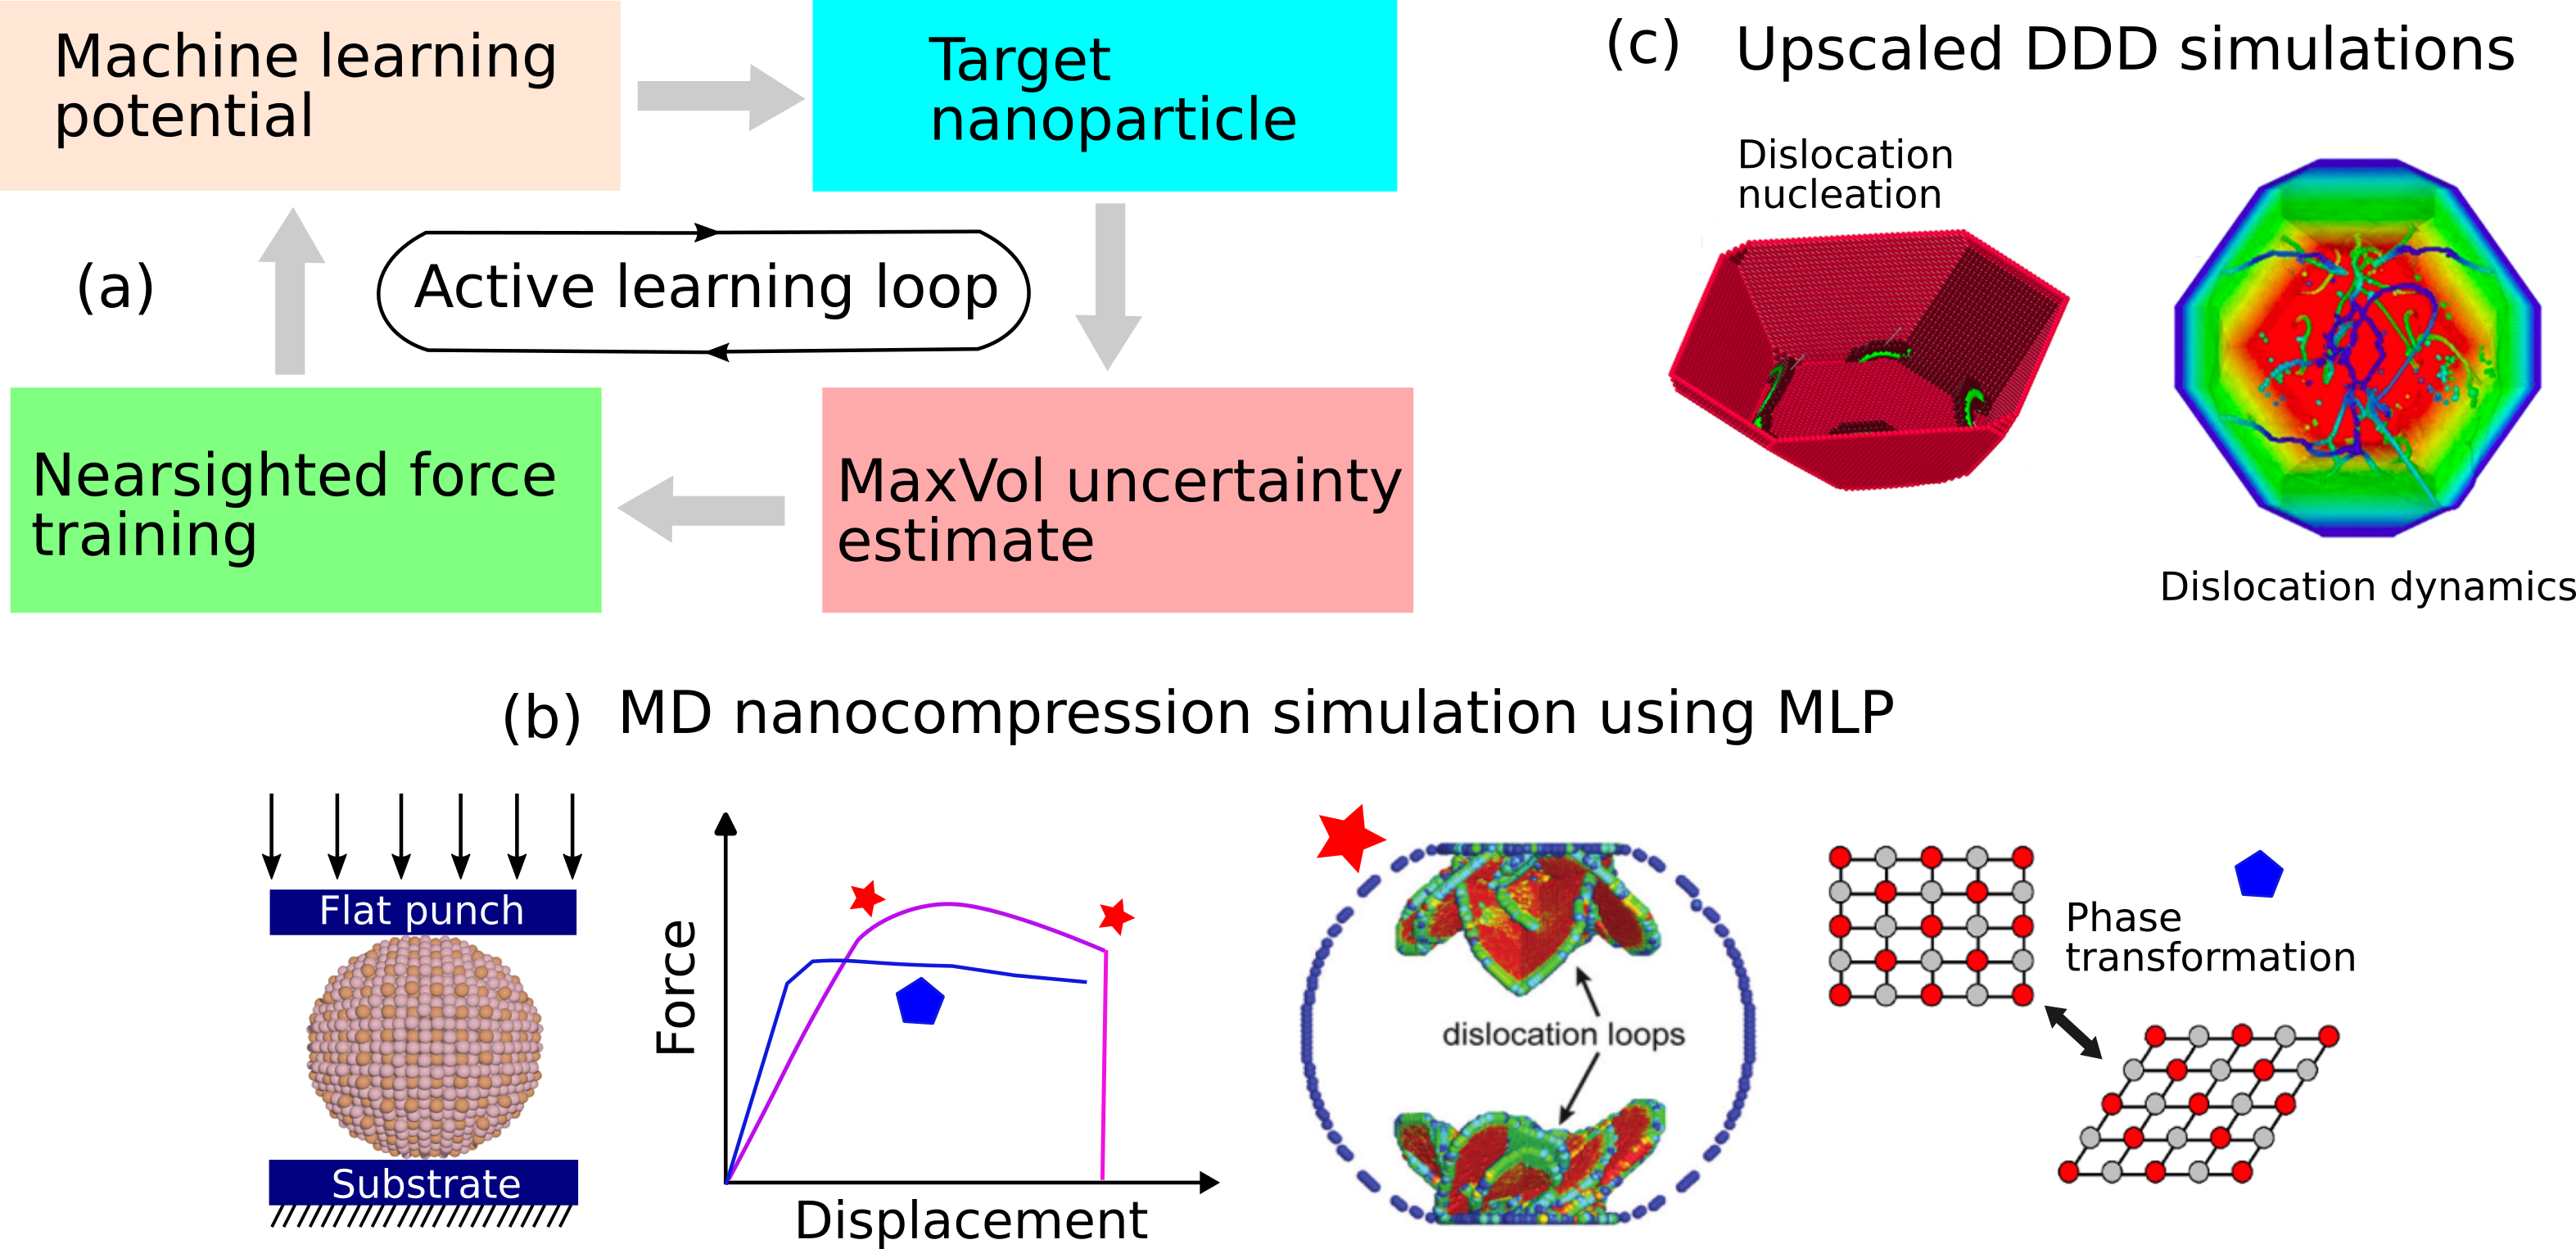 Machine learning
potential
Target
nanoparticle
(a)
Active learning loop
Nearsighted force
training
MaxVol uncertainty
estimate
(c) Upscaled DDD simulations
Dislocation
nucleation
Dislocation dynamics
(b) MD nanocompression simulation using MLP
Flat punch
Substrate
Force
Displacement
dislocation loops
Phase
transformation